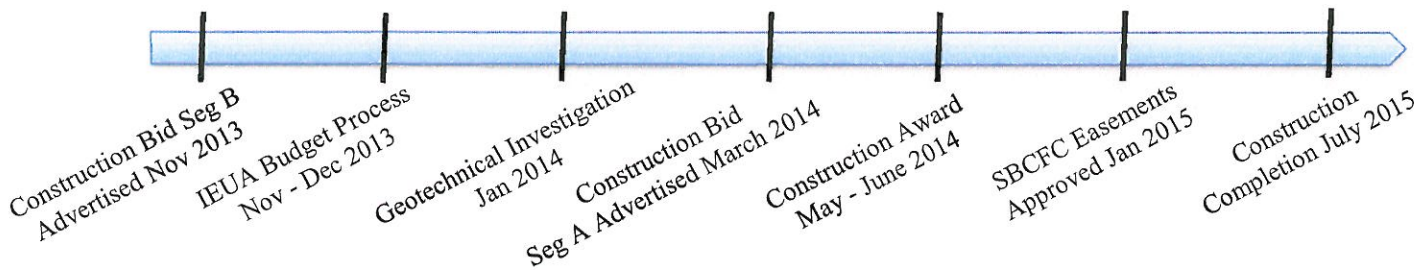 Construction Bid Seg B
Advertised Nov 2013
IEUA Budget Process
Nov - Dec 2013
Geotechnical Investigation
Jan 2014
Construction Bid
Seg A Advertised March 2014
Construction Award
May - June 2014
SBCFC Easements
Approved Jan 2015
Construction
Completion July 2015